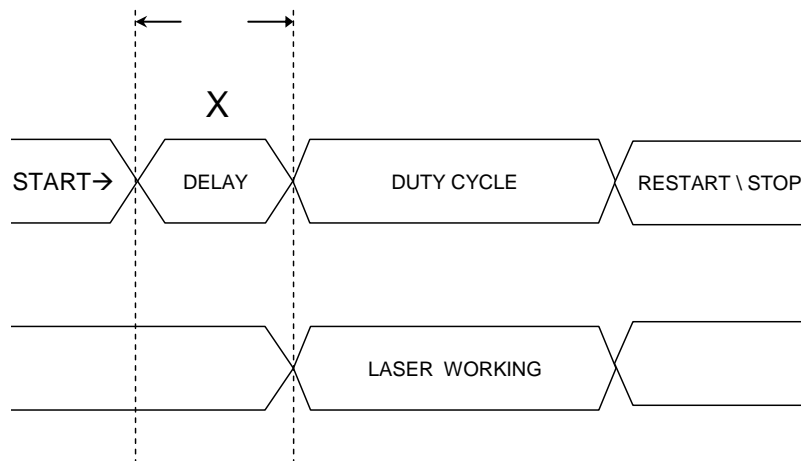 X
START→
DELAY
DUTY CYCLE
RESTART \ STOP
LASER WORKING